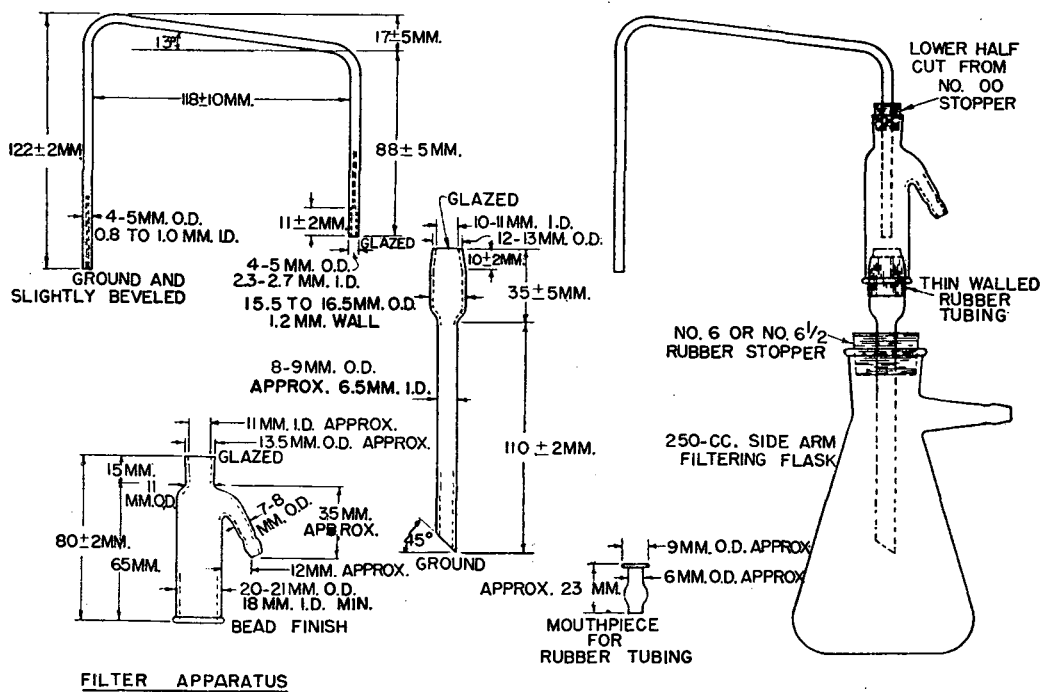 17±5MM.
13°
118±10MM.
122±2MM.
88±5MM.
4-5MM. O.D.
0.8 TO 1.0 MM. I.D.
GROUND AND
SLIGHTLY BEVELED
11±2MM.
GLAZED
4-5 MM. O.D.
2.3-2.7 MM. I.D.
GLAZED
10-11MM. I.D.
12-13MM. O.D.
10±2MM.
35±5MM.
15.5 TO 16.5MM. O.D.
1.2 MM. WALL
8-9MM. O.D.
APPROX. 6.5MM. I.D.
110±2MM.
45°
GROUND
11MM. I.D. APPROX.
13.5MM. O.D. APPROX.
GLAZED
15MM.
11
MM.O.D.
7-8
MM. O.D.
35MM.
APPROX.
80±2MM.
65MM.
12MM. APPROX.
20-21MM. O.D.
18 MM. I.D. MIN.
BEAD FINISH
9MM. O.D. APPROX
6MM.O.D. APPROX
APPROX. 23 MM.
MOUTHPIECE
FOR
RUBBER TUBING
LOWER HALF
CUT FROM
NO. 00
STOPPER
THIN WALLED
RUBBER
TUBING
NO. 6 OR NO. 6 1/2
RUBBER STOPPER
250-CC. SIDE ARM
FILTERING FLASK
FILTER APPARATUS